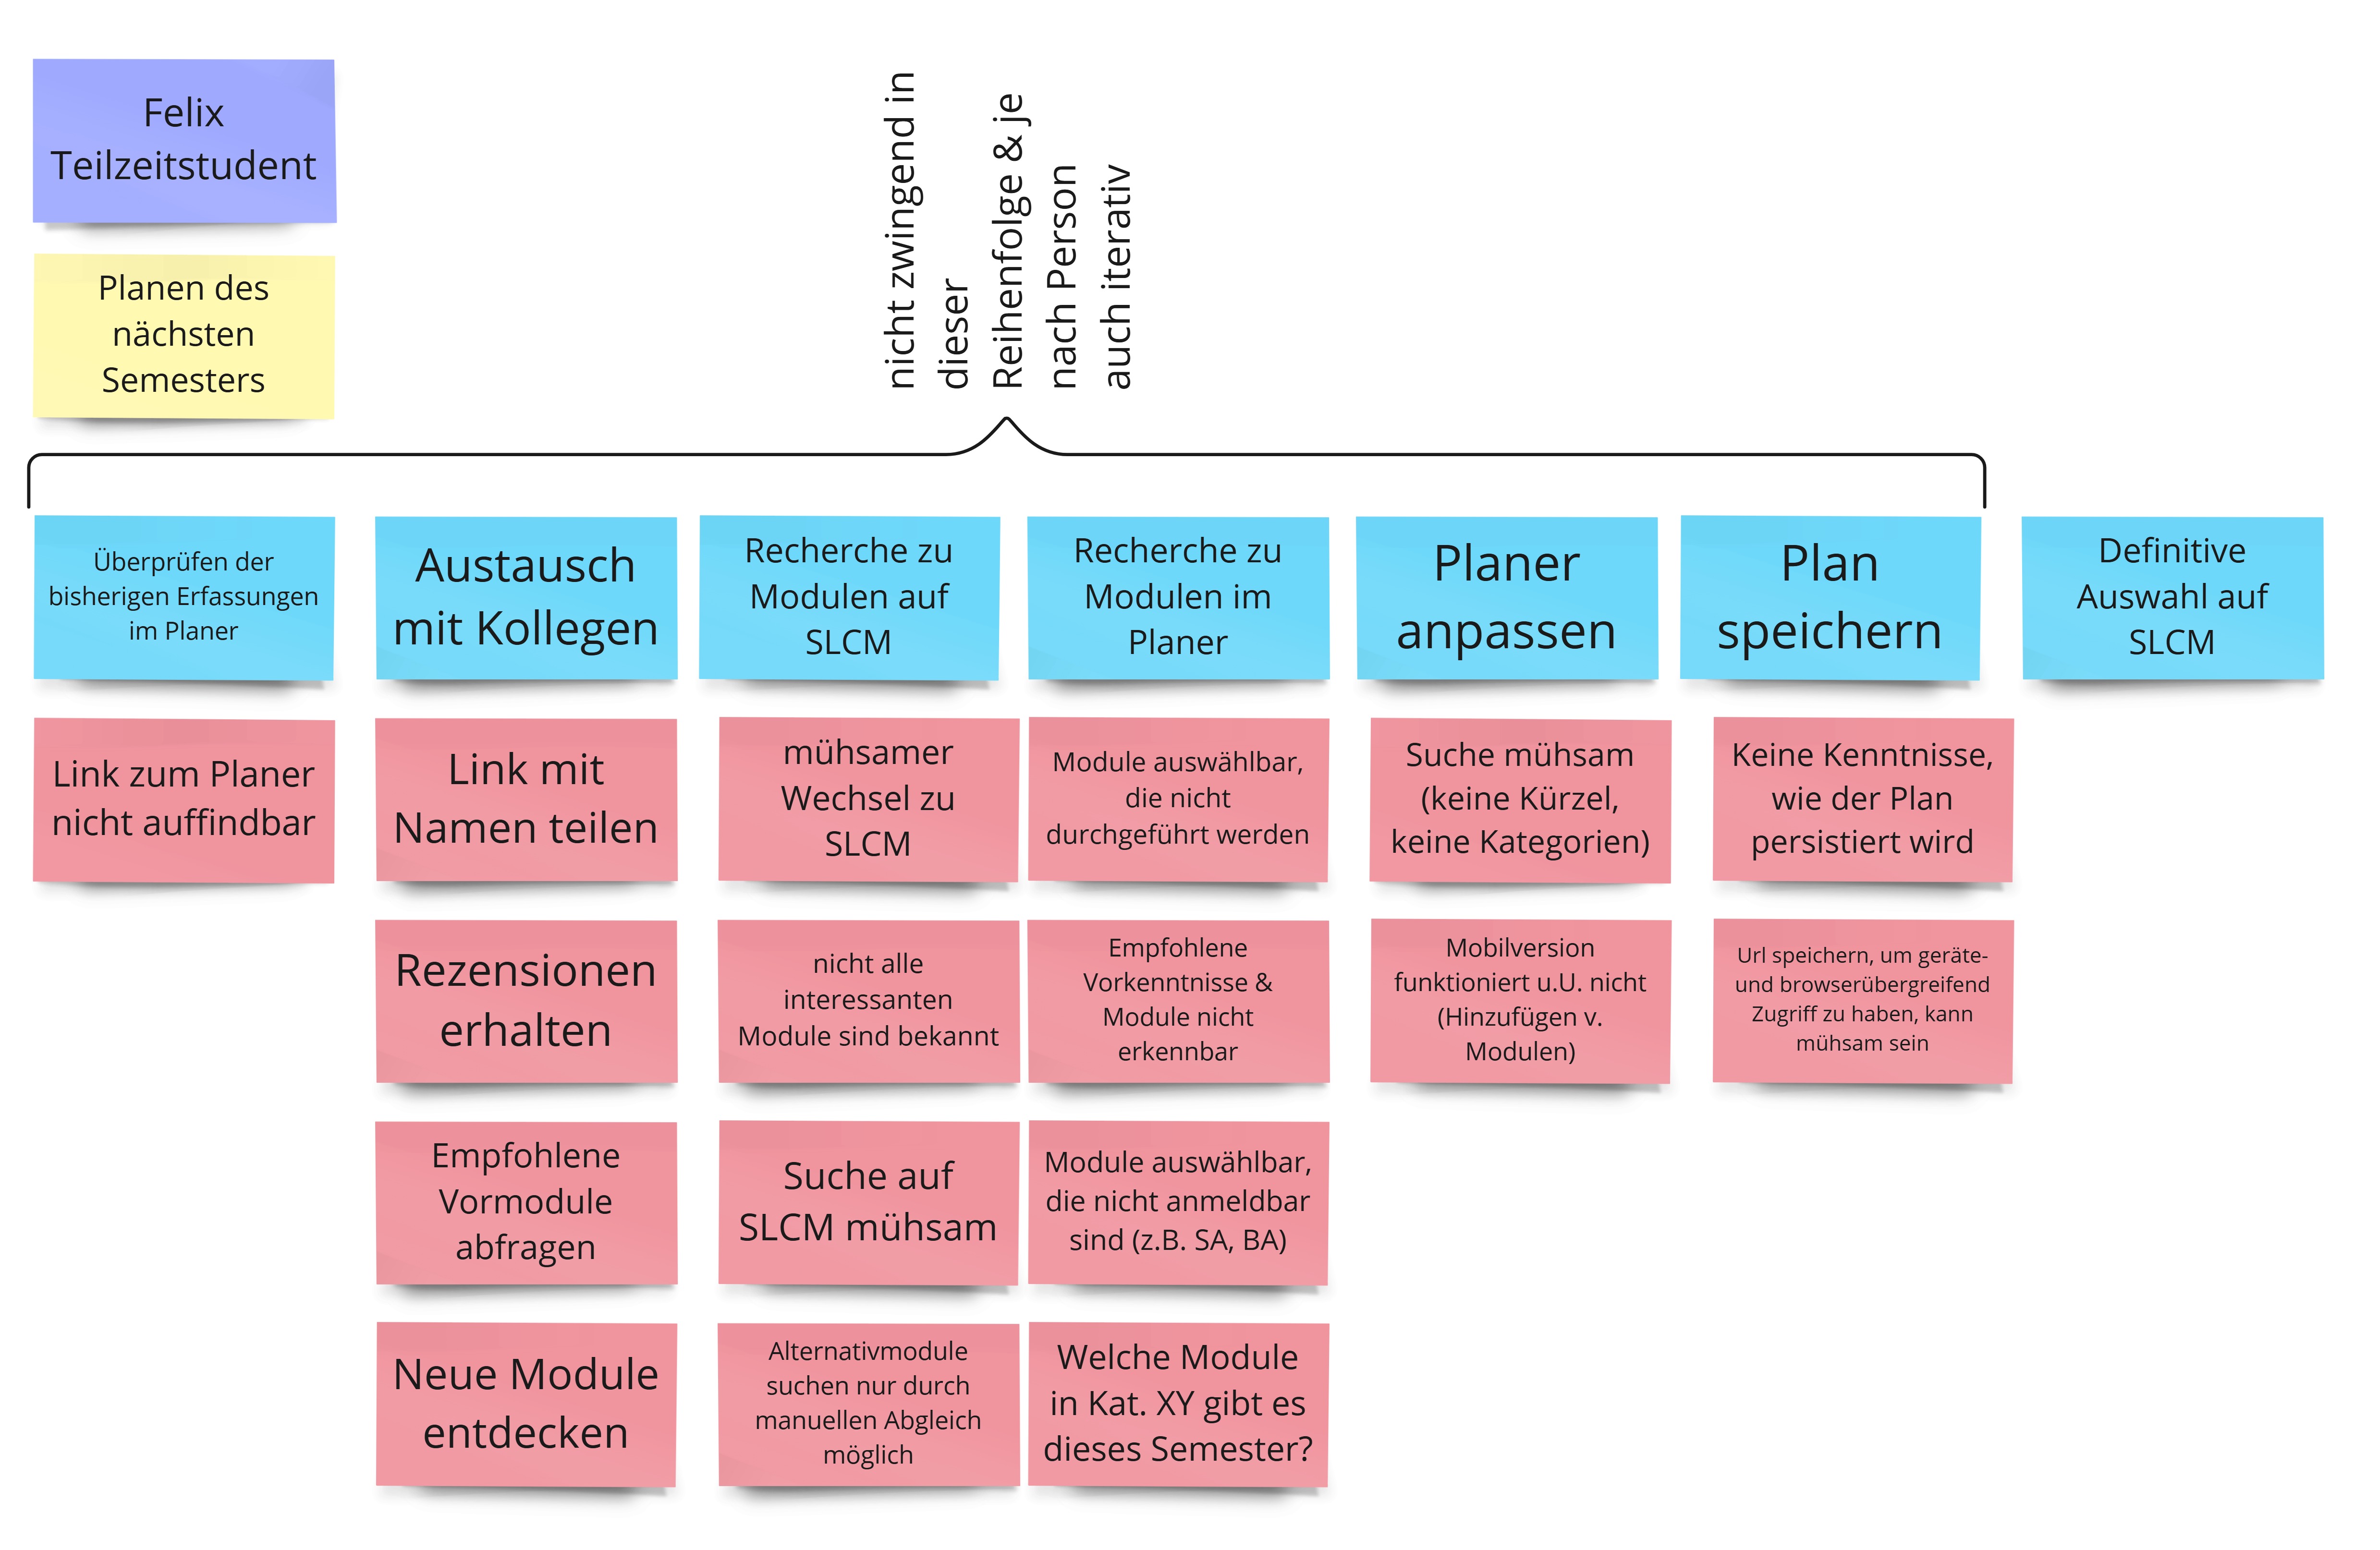 Felix
Teilzeitstudent
Planen des
nächsten
Semesters
nicht zwingend in
dieser
Reihenfolge & je
nach Person
auch iterativ
Überprüfen der
bisherigen Erfassungen
im Planer
Austausch
mit Kollegen
Recherche zu
Modulen auf
SLCM
Recherche zu
Modulen im
Planer
Planer
anpassen
Plan
speichern
Definitive
Auswahl auf
SLCM
Link zum Planer
nicht auffindbar
Link mit
Namen teilen
mühsamer
Wechsel zu
SLCM
Module auswählbar,
die nicht
durchgeführt werden
Suche mühsam
(keine Kürzel,
keine Kategorien)
Keine Kenntnisse,
wie der Plan
persistiert wird
Rezensionen
erhalten
nicht alle
interessanten
Module sind bekannt
Empfohlene
Vorkenntnisse &
Module nicht
erkennbar
Mobilversion
funktioniert u.U. nicht
(Hinzufügen v.
Modulen)
Url speichern, um geräte-
und browserübergreifend
Zugriff zu haben, kann
mühsam sein
Empfohlene
Vormodule
abfragen
Suche auf
SLCM mühsam
Module auswählbar,
die nicht anmeldbar
sind (z.B. SA, BA)
Neue Module
entdecken
Alternativmodule
suchen nur durch
manuellen Abgleich
möglich
Welche Module
in Kat. XY gibt es
dieses Semester?